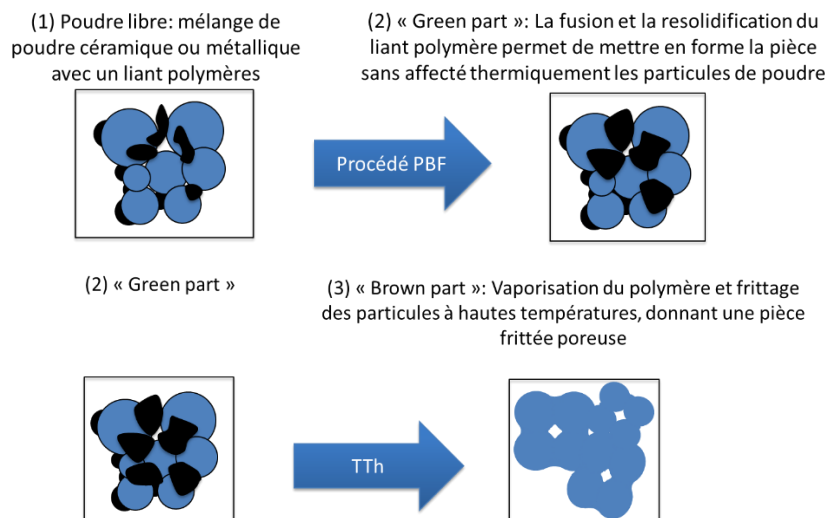 (1) Poudre libre: mélange de
poudre céramique ou métallique
avec un liant polymères
(2) « Green part »: La fusion et la resolidification du
liant polymère permet de mettre en forme la pièce
sans affecté thermiquement les particules de poudre
Procédé PBF
(2) « Green part »
(3) « Brown part »: Vaporisation du polymère et frittage
des particules à hautes températures, donnant une pièce
frittée poreuse
TTh